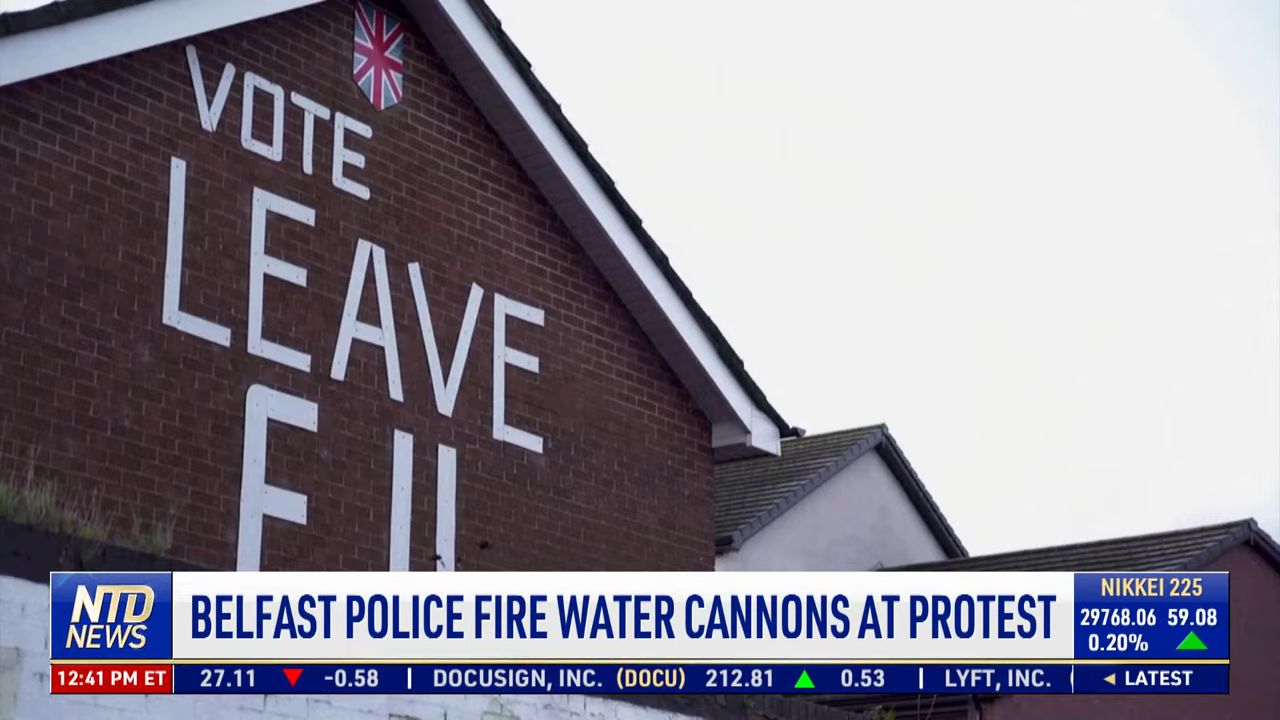 VOTE
LEAVE
EU
NTD
NEWS
BELFAST POLICE FIRE WATER CANNONS AT PROTEST
NIKKEI 225
29768.06 59.08
0.20%
12:41 PM ET
27.11 ▼ -0.58 | DOCUSIGN, INC. (DOCU) 212.81 ▲ 0.53 | LYFT, INC. (
◄ LATEST